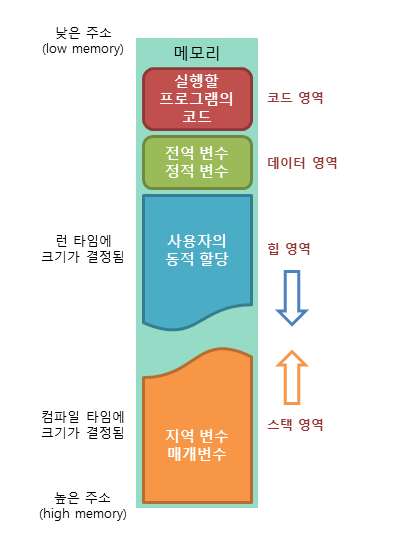 낮은 주소
(low memory)
메모리
실행할
프로그램의
코드
코드 영역
전역 변수
정적 변수
데이터 영역
런 타임에
크기가 결정됨
사용자의
동적 할당
힙 영역
컴파일 타임에
크기가 결정됨
지역 변수
매개변수
스택 영역
높은 주소
(high memory)